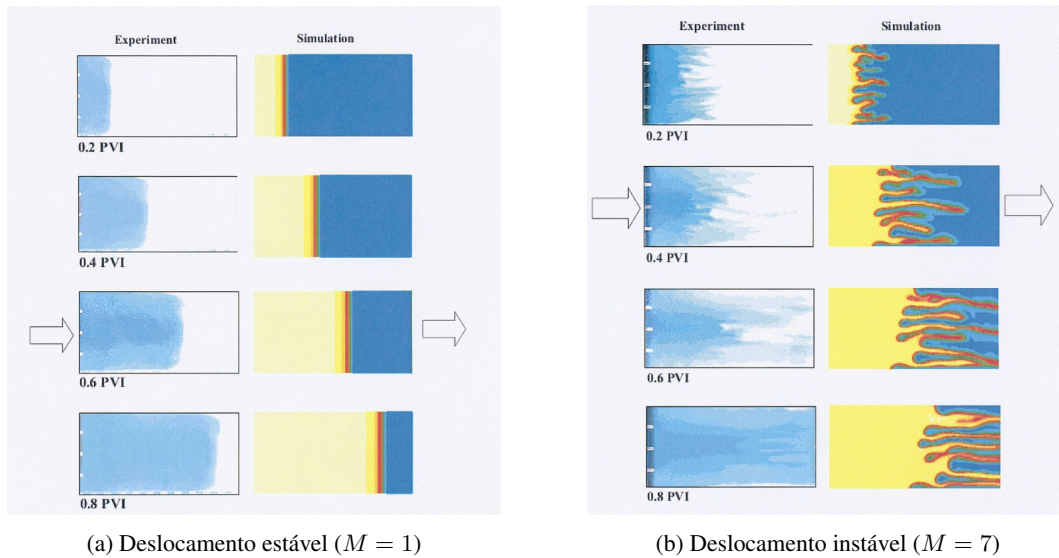 Experiment Simulation
0.2 PVI
0.4 PVI
0.6 PVI
0.8 PVI
(a) Deslocamento estável (M = 1)
Experiment Simulation
0.2 PVI
0.4 PVI
0.6 PVI
0.8 PVI
(b) Deslocamento instável (M = 7)